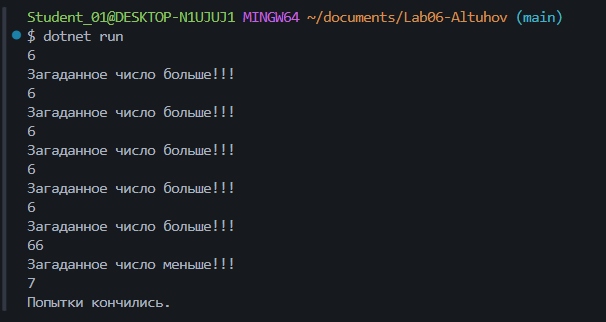 Student_01@DESKTOP-N1UJUJ1 MINGW64 ~/documents/Lab06-Altuhov (main)
$ dotnet run
6
Загаданное число больше!!!
6
Загаданное число больше!!!
6
Загаданное число больше!!!
6
Загаданное число больше!!!
6
Загаданное число больше!!!
66
Загаданное число меньше!!!
7
Попытки кончились.